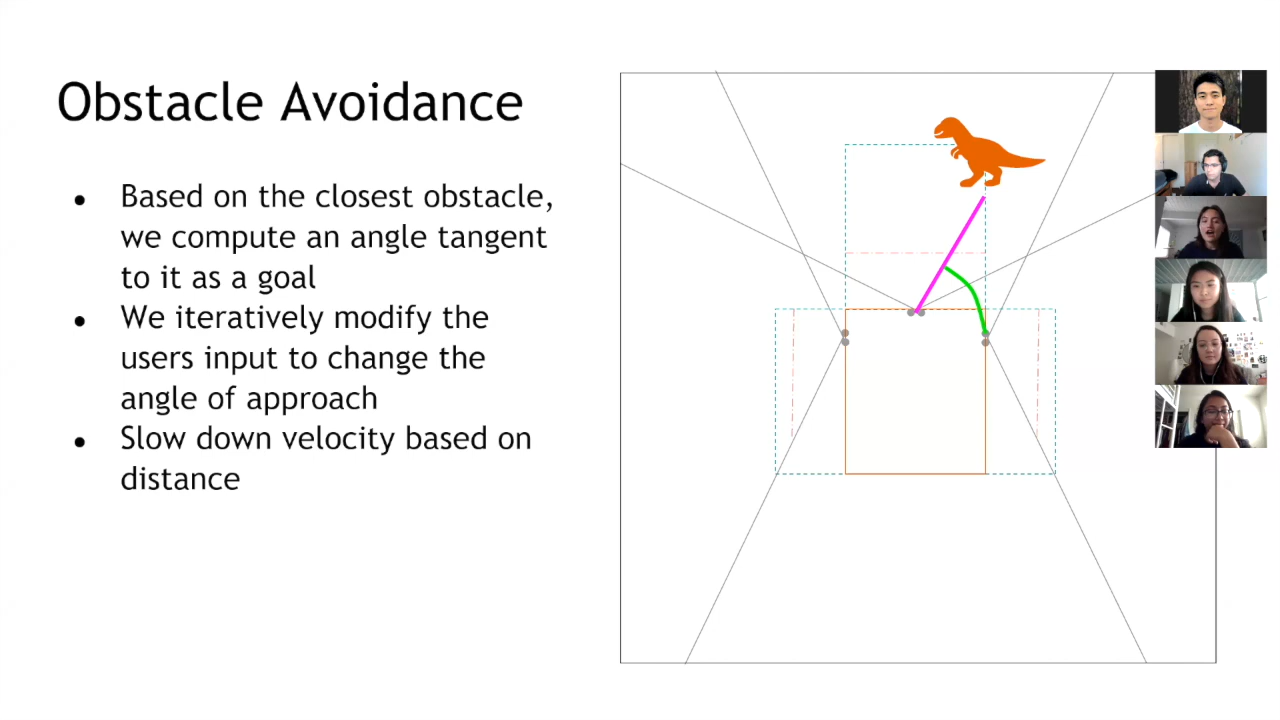 Obstacle Avoidance
● Based on the closest obstacle,
we compute an angle tangent
to it as a goal
● We iteratively modify the
users input to change the
angle of approach
● Slow down velocity based on
distance